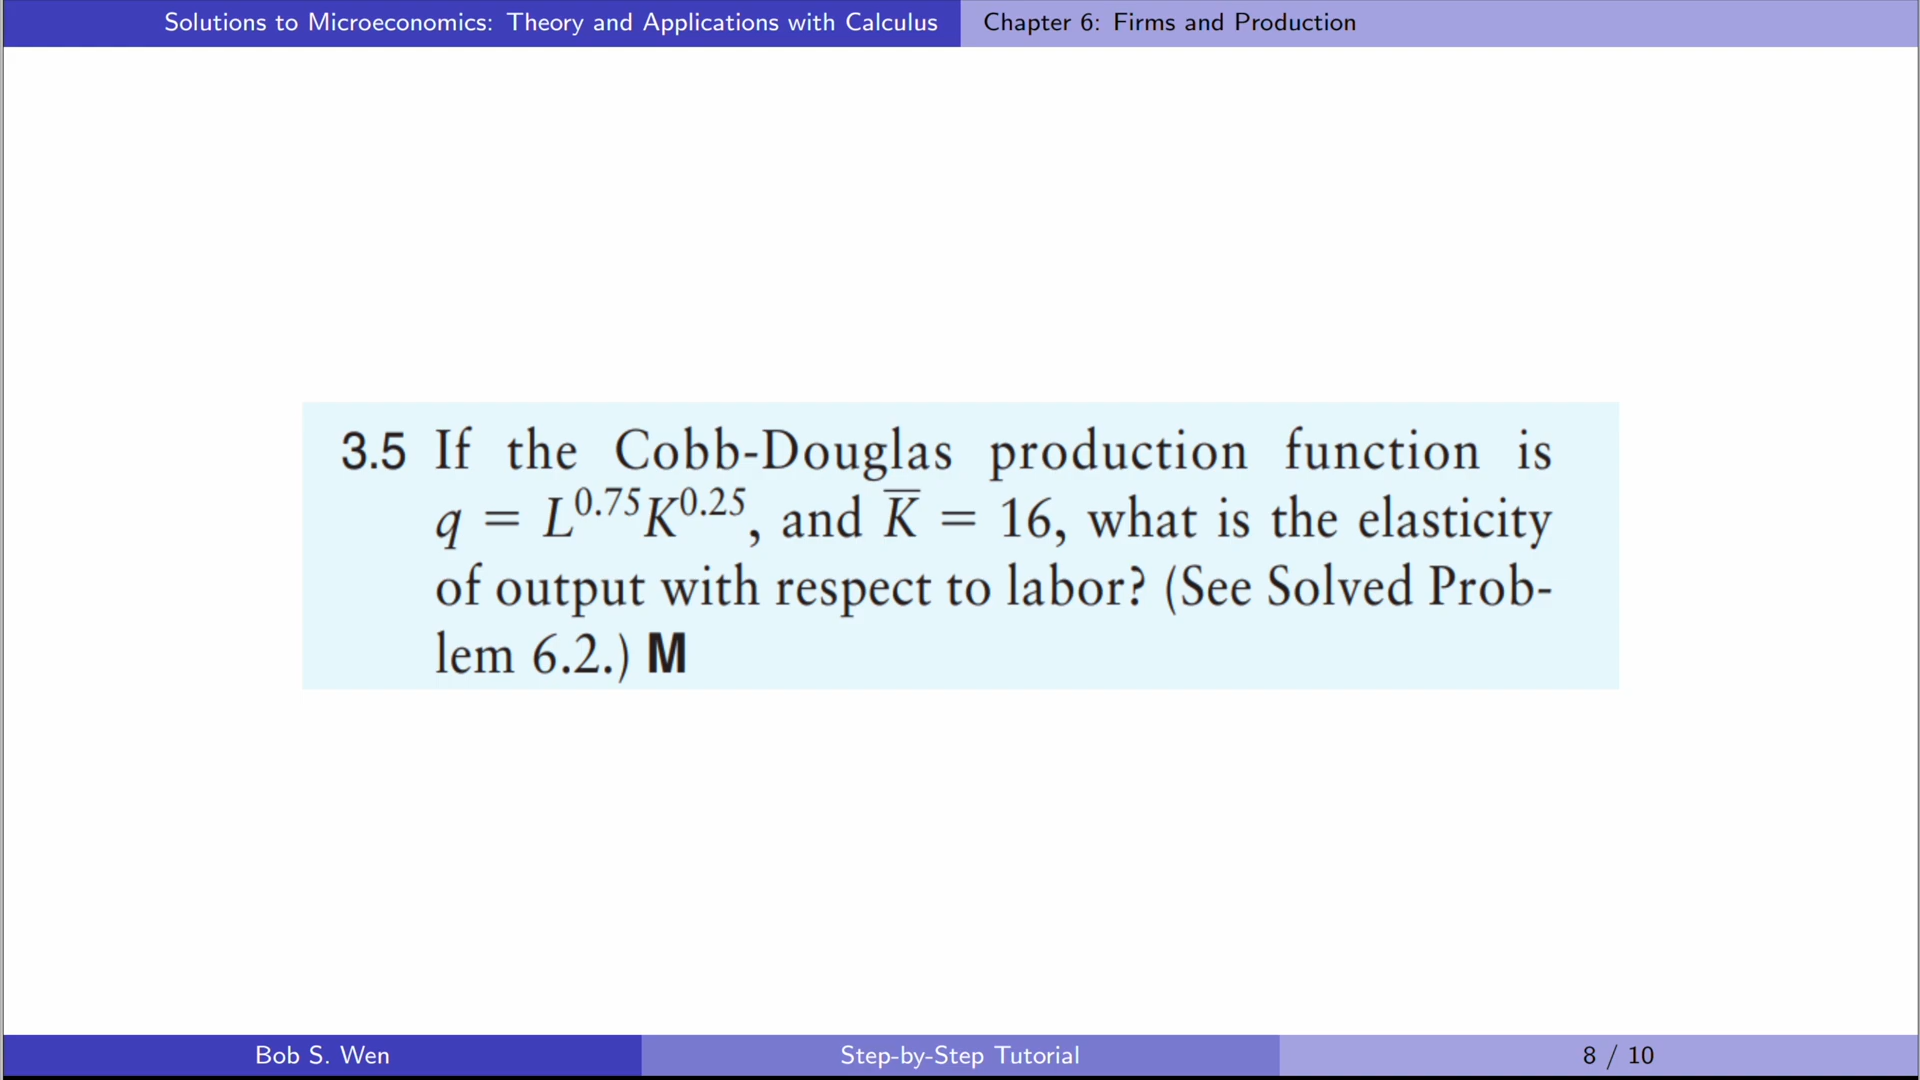 Solutions to Microeconomics: Theory and Applications with Calculus
Chapter 6: Firms and Production
3.5 If the Cobb-Douglas production function is
q = L^0.75 K^0.25, and K̅ = 16, what is the elasticity
of output with respect to labor? (See Solved Prob-
lem 6.2.) M
Bob S. Wen
Step-by-Step Tutorial
8 / 10